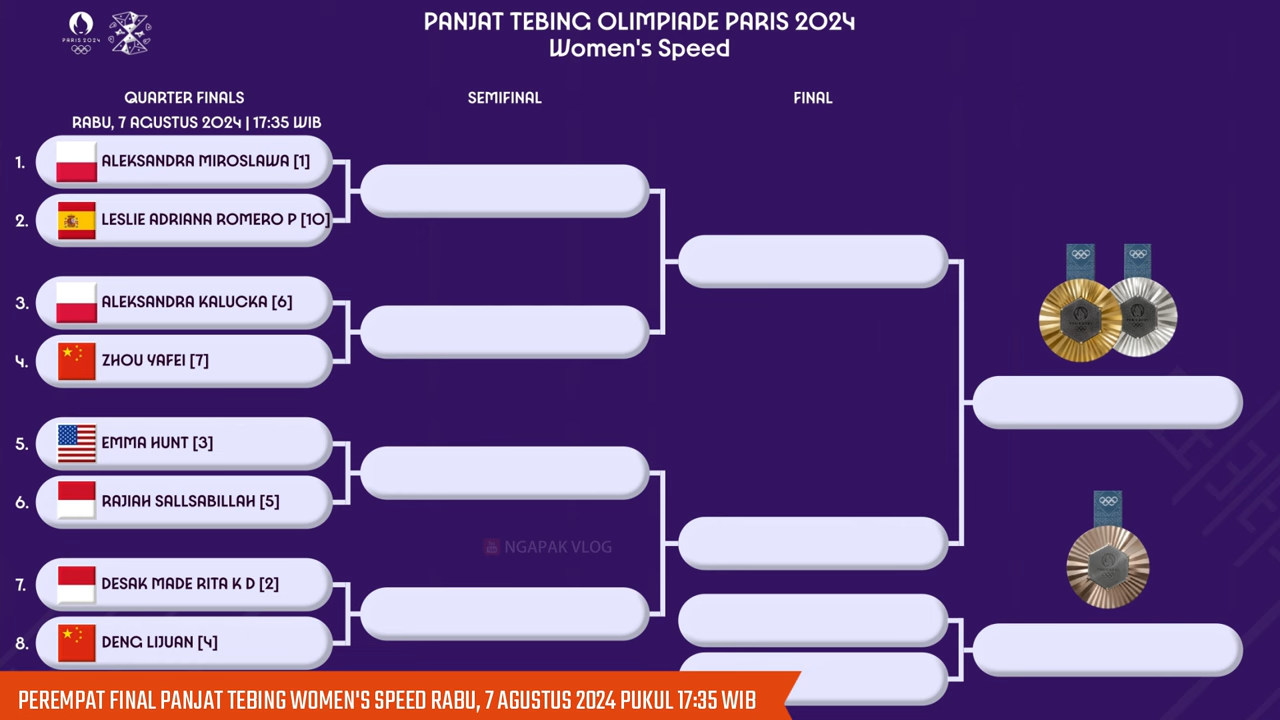 PANJAT TEBING OLIMPIADE PARIS 2024
Women's Speed
PARIS 2024
QUARTER FINALS
SEMIFINAL
FINAL
RABU, 7 AGUSTUS 2024 | 17:35 WIB
1. ALEKSANDRA MIROSLAWA [1]
2. LESLIE ADRIANA ROMERO P [10]
3. ALEKSANDRA KALUCKA [6]
4. ZHOU YAFEI [7]
5. EMMA HUNT [3]
6. RAJIAH SALLSABILLAH [5]
NGAPAK VLOG
7. DESAK MADE RITA K D [2]
8. DENG LIJUAN [4]
PEREMPAT FINAL PANJAT TEBING WOMEN'S SPEED RABU, 7 AGUSTUS 2024 PUKUL 17:35 WIB